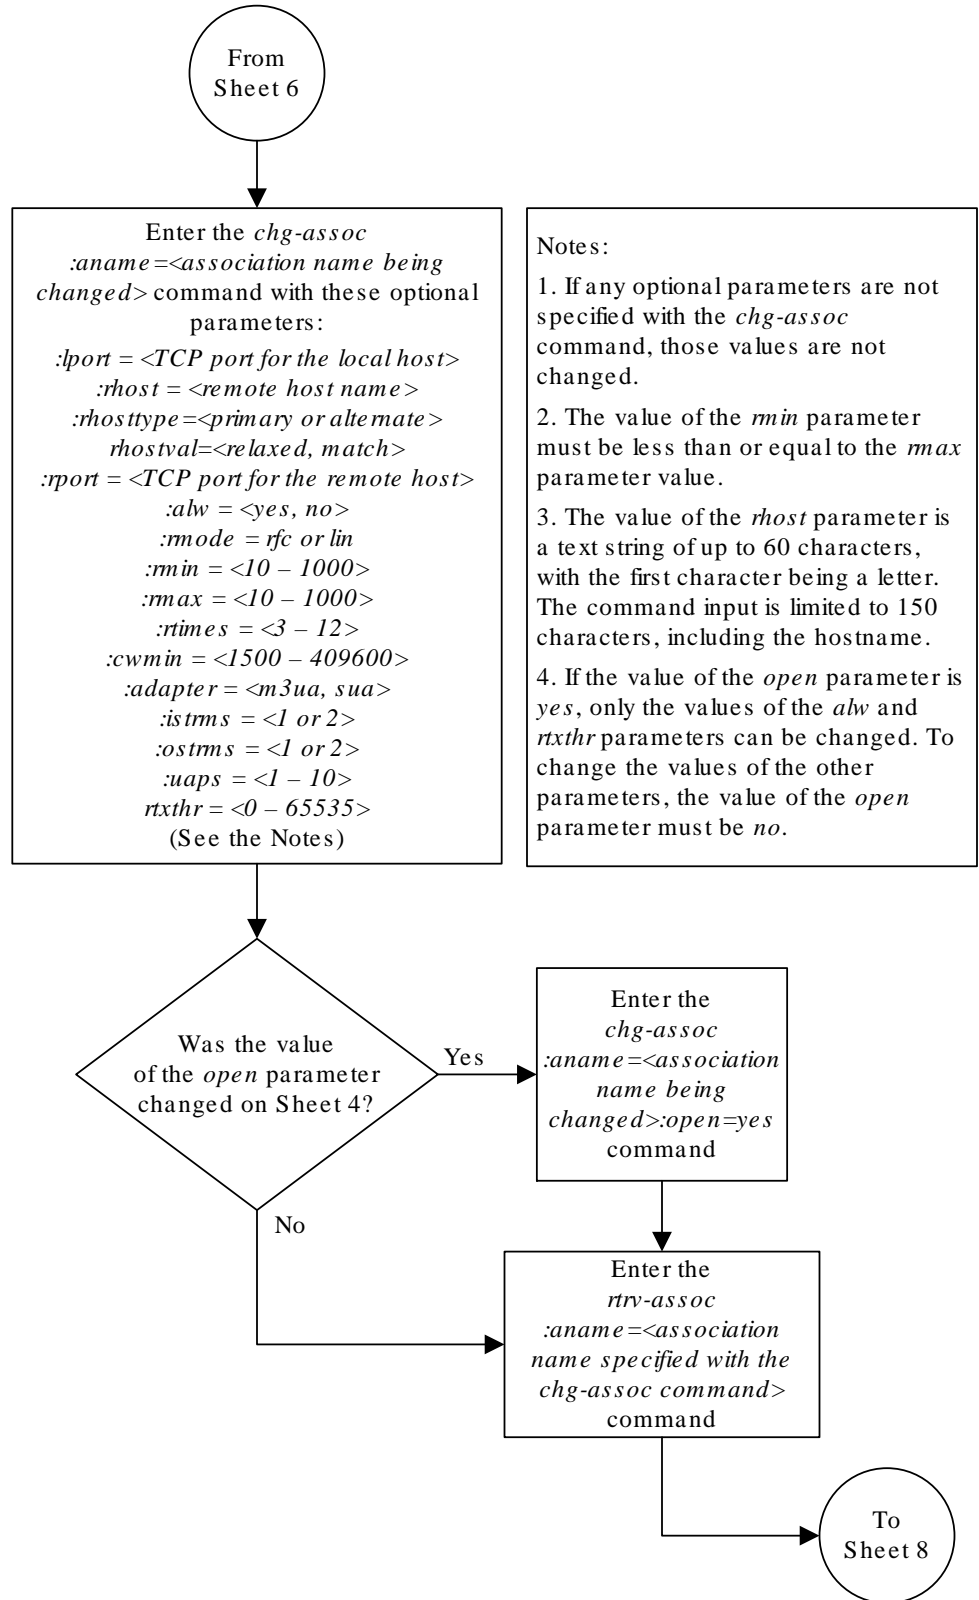 From
Sheet 6
Enter the chg-assoc
:aname=<association name being
changed> command with these optional
parameters:
:lport = <TCP port for the local host>
:rhost = <remote host name>
:rhosttype=<primary or alternate>
rhostval=<relaxed, match>
:rport = <TCP port for the remote host>
:alw = <yes, no>
:rmode = rfc or lin
:rmin = <10 – 1000>
:rmax = <10 – 1000>
:rtimes = <3 – 12>
:cwmin = <1500 – 409600>
:adapter = <m3ua, sua>
:istrms = <1 or 2>
:ostrms = <1 or 2>
:uaps = <1 – 10>
rtxthr = <0 – 65535>
(See the Notes)
Notes:
1. If any optional parameters are not
specified with the chg-assoc
command, those values are not
changed.
2. The value of the rmin parameter
must be less than or equal to the rmax
parameter value.
3. The value of the rhost parameter is
a text string of up to 60 characters,
with the first character being a letter.
The command input is limited to 150
characters, including the hostname.
4. If the value of the open parameter is
yes, only the values of the alw and
rtxthr parameters can be changed. To
change the values of the other
parameters, the value of the open
parameter must be no.
Was the value
of the open parameter
changed on Sheet 4?
Yes
Enter the
chg-assoc
:aname=<association
name being
changed>:open=yes
command
No
Enter the
rtrv-assoc
:aname=<association
name specified with the
chg-assoc command>
command
To
Sheet 8